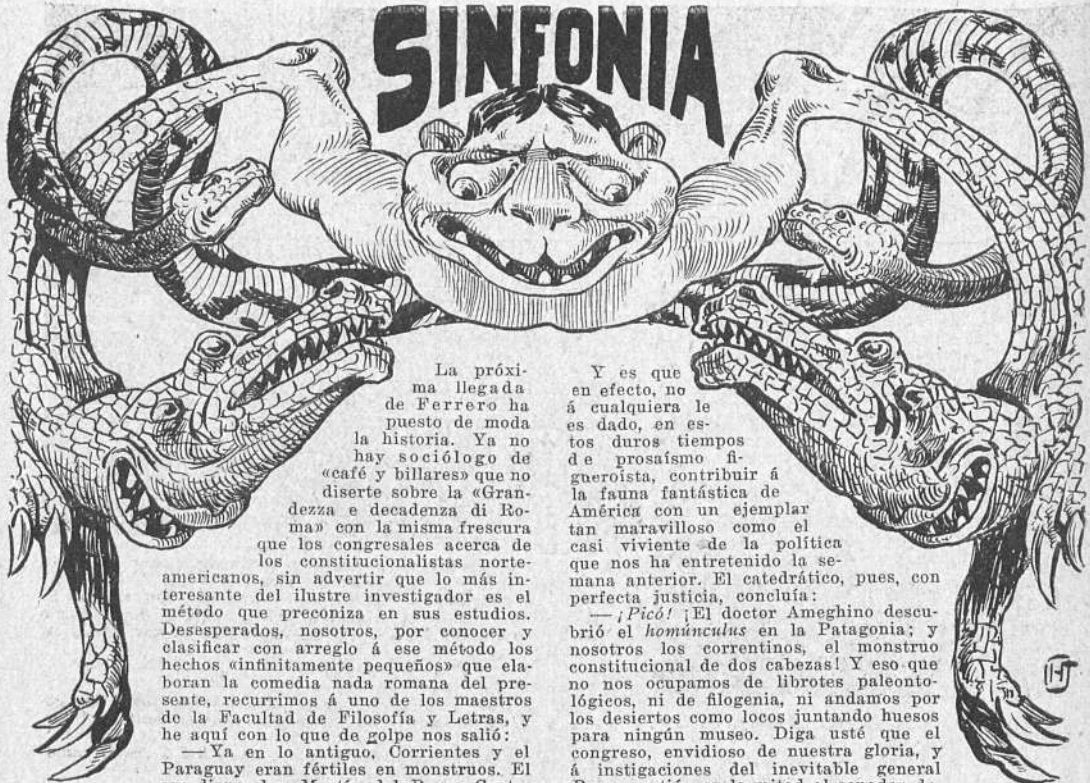 SINFONIA
La próxi-
ma llegada
de Ferrero ha
puesto de moda
la historia. Ya no
hay sociólogo de
«café y billares» que no
diserte sobre la «Gran-
dezza e decadenza di Ro-
ma» con la misma frescura
que los congresales acerca de
los constitucionalistas norte-
americanos, sin advertir que lo más in-
teresante del ilustre investigador es el
método que preconiza en sus estudios.
Desesperados, nosotros, por conocer y
clasificar con arreglo á ese método los
hechos «infinitamente pequeños» que ela-
boran la comedia nada romana del pre-
sente, recurrimos á uno de los maestros
de la Facultad de Filosofía y Letras, y
he aquí con lo que de golpe nos salió:
—Ya en lo antiguo, Corrientes y el
Paraguay eran fértiles en monstruos. El
Y es que
en efecto, no
á cualquiera le
es dado, en es-
tos duros tiempos
de prosaísmo fi-
gueroísta, contribuir á
la fauna fantástica de
América con un ejemplar
tan maravilloso como el
casi viviente de la política
que nos ha entretenido la se-
mana anterior. El catedrático, pues, con
perfecta justicia, concluía:
—¡Picó! ¡El doctor Ameghino descu-
brió el homúnculus en la Patagonia; y
nosotros los correntinos, el monstruo
constitucional de dos cabezas! Y eso que
no nos ocupamos de librotes paleonto-
lógicos, ni de filogenia, ni andamos por
los desiertos como locos juntando huesos
para ningún museo. Diga usté que el
congreso, envidioso de nuestra gloria, y
á instigaciones del inevitable general